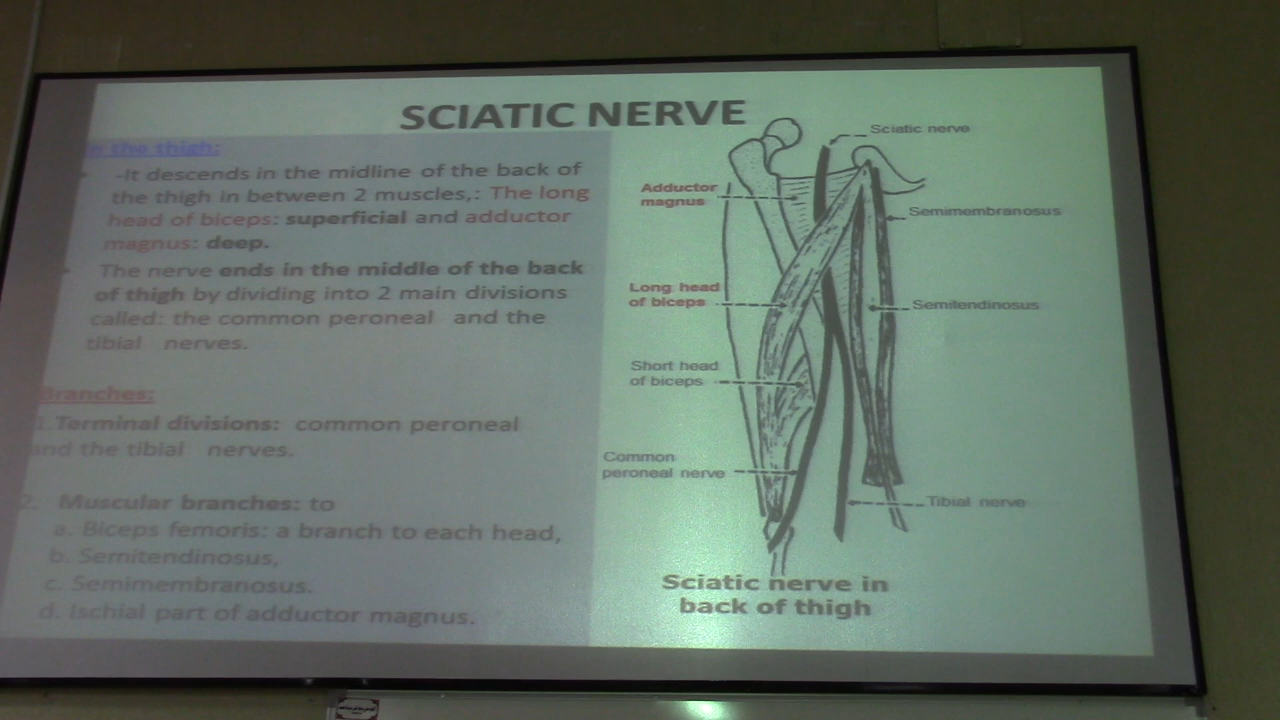 SCIATIC NERVE
In the thigh:
-It descends in the midline of the back of
the thigh in between 2 muscles,: The long
head of biceps: superficial and adductor
magnus: deep.
The nerve ends in the middle of the back
of thigh by dividing into 2 main divisions
called: the common peroneal and the
tibial nerves.
Branches:
1.Terminal divisions: common peroneal
and the tibial nerves.
2. Muscular branches: to
a. Biceps femoris: a branch to each head,
b. Semitendinosus,
c. Semimembranosus.
d. Ischial part of adductor magnus.
Sciatic nerve
Adductor
magnus
Semimembranosus
Long head
of biceps
Semitendinosus
Short head
of biceps
Common
peroneal nerve
Tibial nerve
Sciatic nerve in
back of thigh